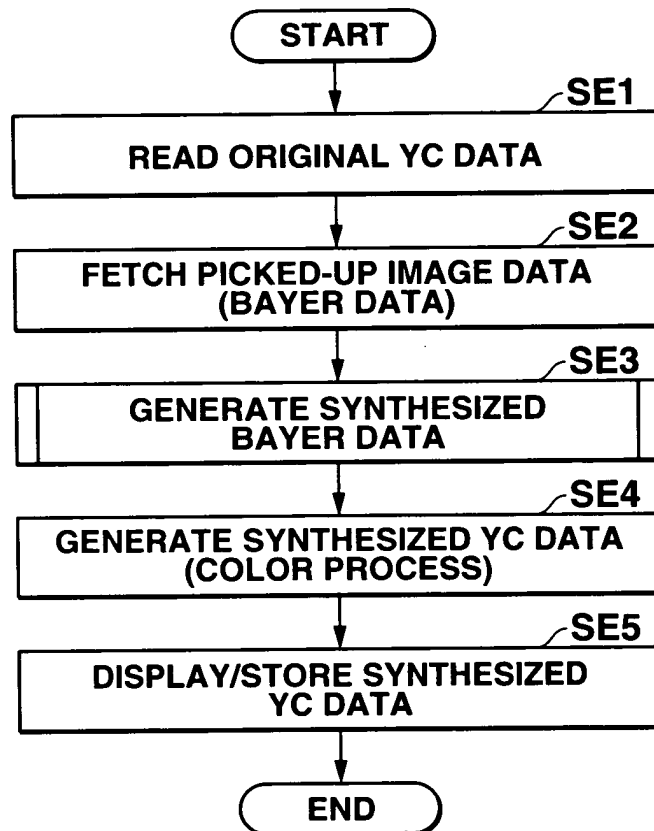 START
SE1
READ ORIGINAL YC DATA
SE2
FETCH PICKED-UP IMAGE DATA
(BAYER DATA)
SE3
GENERATE SYNTHESIZED
BAYER DATA
SE4
GENERATE SYNTHESIZED YC DATA
(COLOR PROCESS)
SE5
DISPLAY/STORE SYNTHESIZED
YC DATA
END